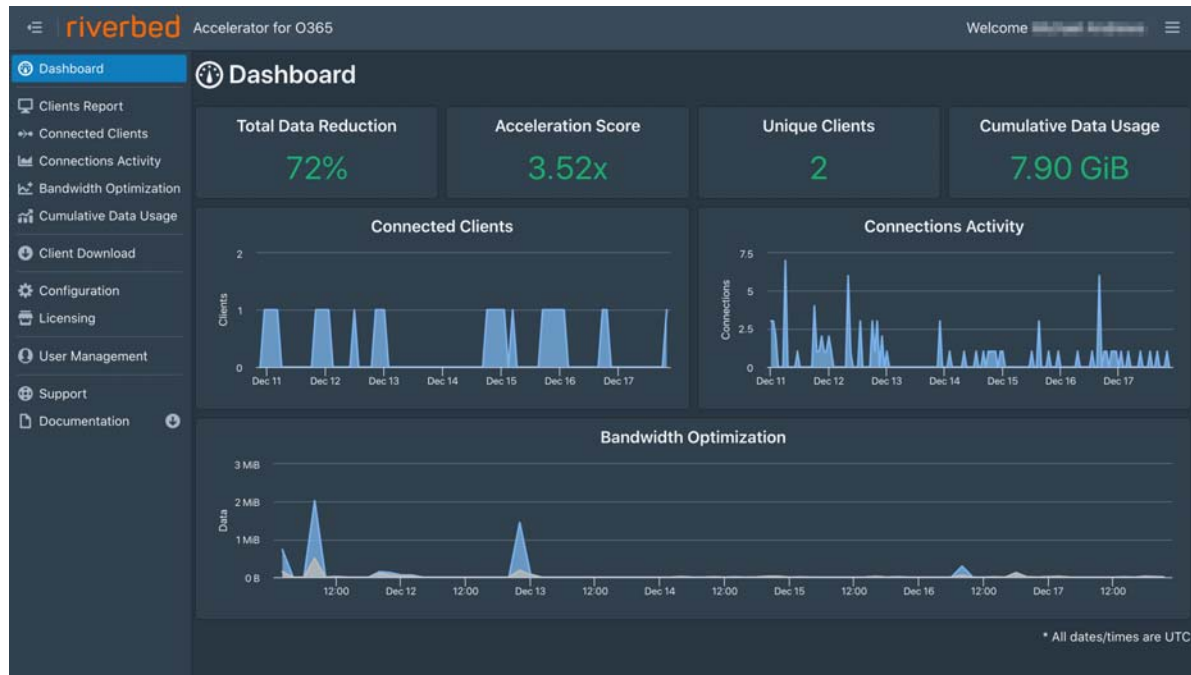 riverbed Accelerator for O365
Welcome
Dashboard
Clients Report
Connected Clients
Connections Activity
Bandwidth Optimization
Cumulative Data Usage
Client Download
Configuration
Licensing
User Management
Support
Documentation
Dashboard
Total Data Reduction
72%
Acceleration Score
3.52x
Unique Clients
2
Cumulative Data Usage
7.90 GiB
Connected Clients
Clients
2
1
0
Dec 11 Dec 12 Dec 13 Dec 14 Dec 15 Dec 16 Dec 17
Connections Activity
Connections
7.5
5
2.5
0
Dec 11 Dec 12 Dec 13 Dec 14 Dec 15 Dec 16 Dec 17
Bandwidth Optimization
Data
3 MiB
2 MiB
1 MiB
0 B
12:00 Dec 12 12:00 Dec 13 12:00 Dec 14 12:00 Dec 15 12:00 Dec 16 12:00 Dec 17 12:00
* All dates/times are UTC